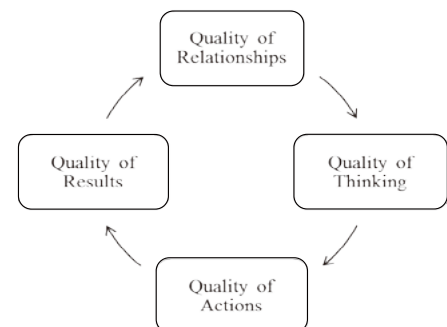 Quality of
Relationships
Quality of
Thinking
Quality of
Actions
Quality of
Results